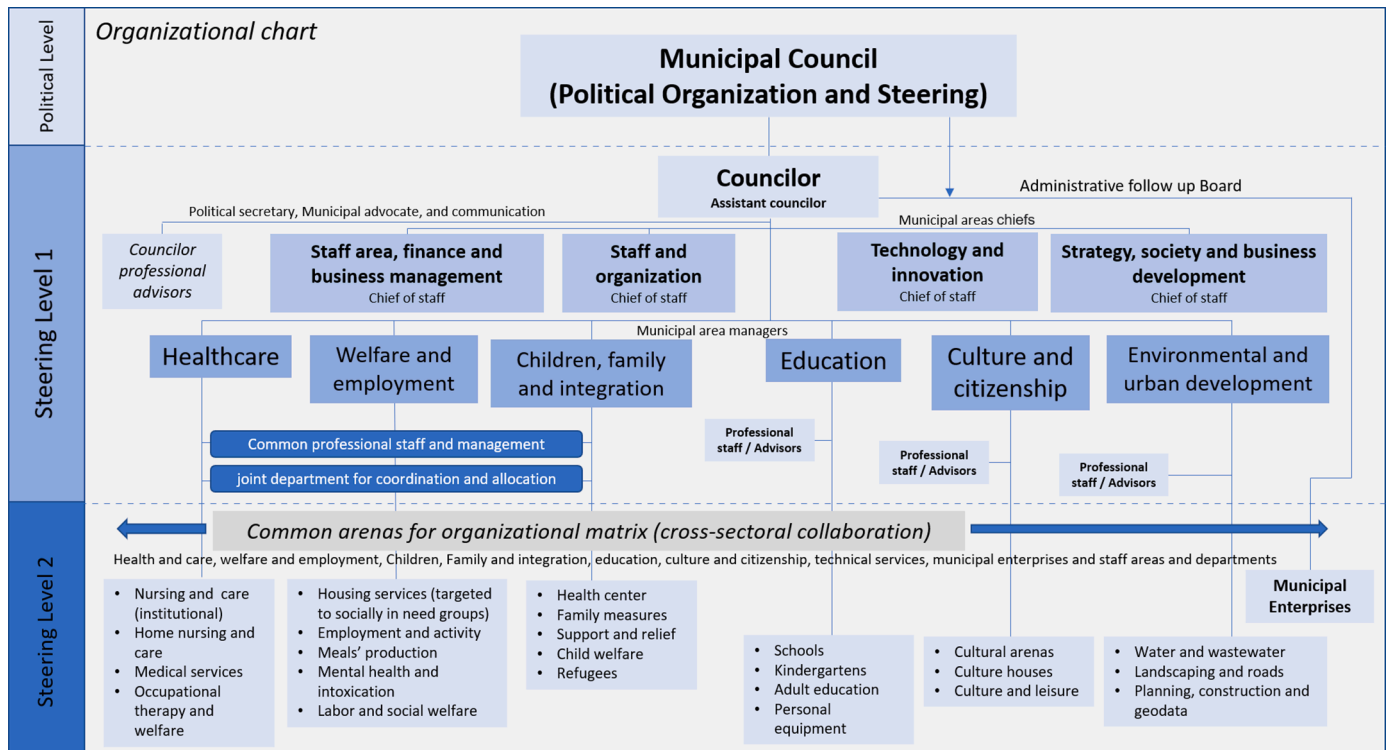 Political Level
Organizational chart
Municipal Council
(Political Organization and Steering)
Steering Level 1
Councilor
Assistant councilor
Administrative follow up Board
Political secretary, Municipal advocate, and communication
Municipal areas chiefs
Councilor
professional
advisors
Staff area, finance and
business management
Chief of staff
Staff and
organization
Chief of staff
Technology and
innovation
Chief of staff
Strategy, society and business
development
Chief of staff
Municipal area managers
Healthcare
Welfare and
employment
Children, family
and integration
Education
Culture and
citizenship
Environmental and
urban development
Common professional staff and management
joint department for coordination and allocation
Professional
staff / Advisors
Professional
staff / Advisors
Professional
staff / Advisors
Steering Level 2
Common arenas for organizational matrix (cross-sectoral collaboration)
Health and care, welfare and employment, Children, Family and integration, education, culture and citizenship, technical services, municipal enterprises and staff areas and departments
Municipal
Enterprises
• Nursing and care
(institutional)
• Home nursing and
care
• Medical services
• Occupational
therapy and
welfare
• Housing services (targeted
to socially in need groups)
• Employment and activity
• Meals' production
• Mental health and
intoxication
• Labor and social welfare
• Health center
• Family measures
• Support and relief
• Child welfare
• Refugees
• Schools
• Kindergartens
• Adult education
• Personal
equipment
• Cultural arenas
• Culture houses
• Culture and leisure
• Water and wastewater
• Landscaping and roads
• Planning, construction and
geodata